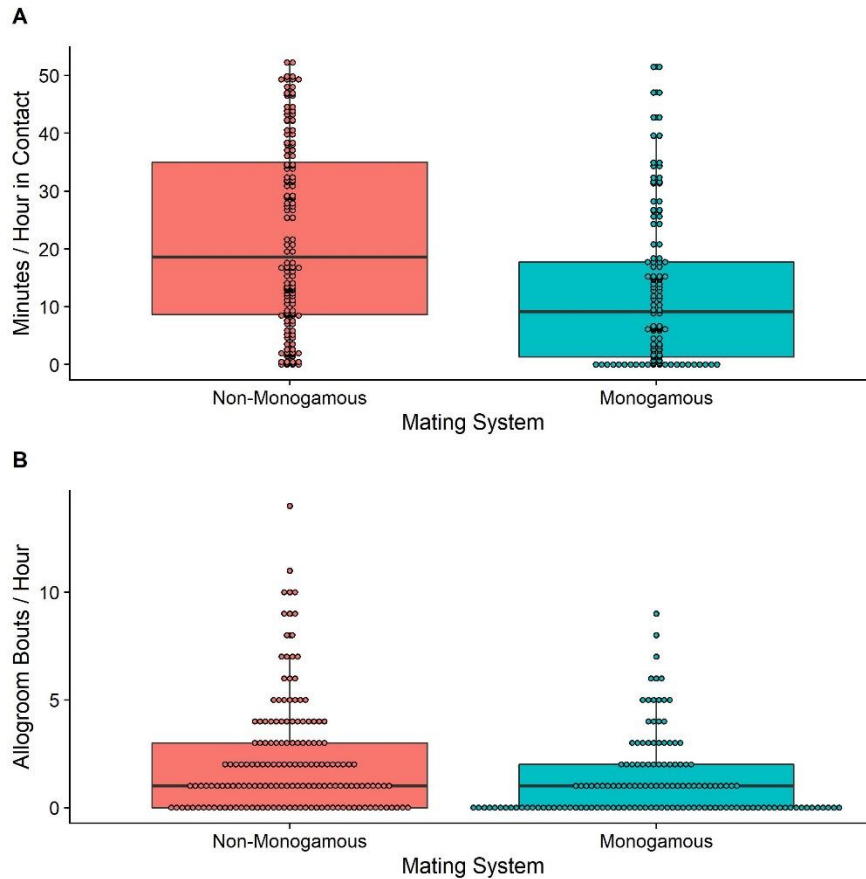 A
Minutes / Hour in Contact
50
40
30
20
10
0
Non-Monogamous Monogamous
Mating System
B
Allogroom Bouts / Hour
10
5
0
Non-Monogamous Monogamous
Mating System